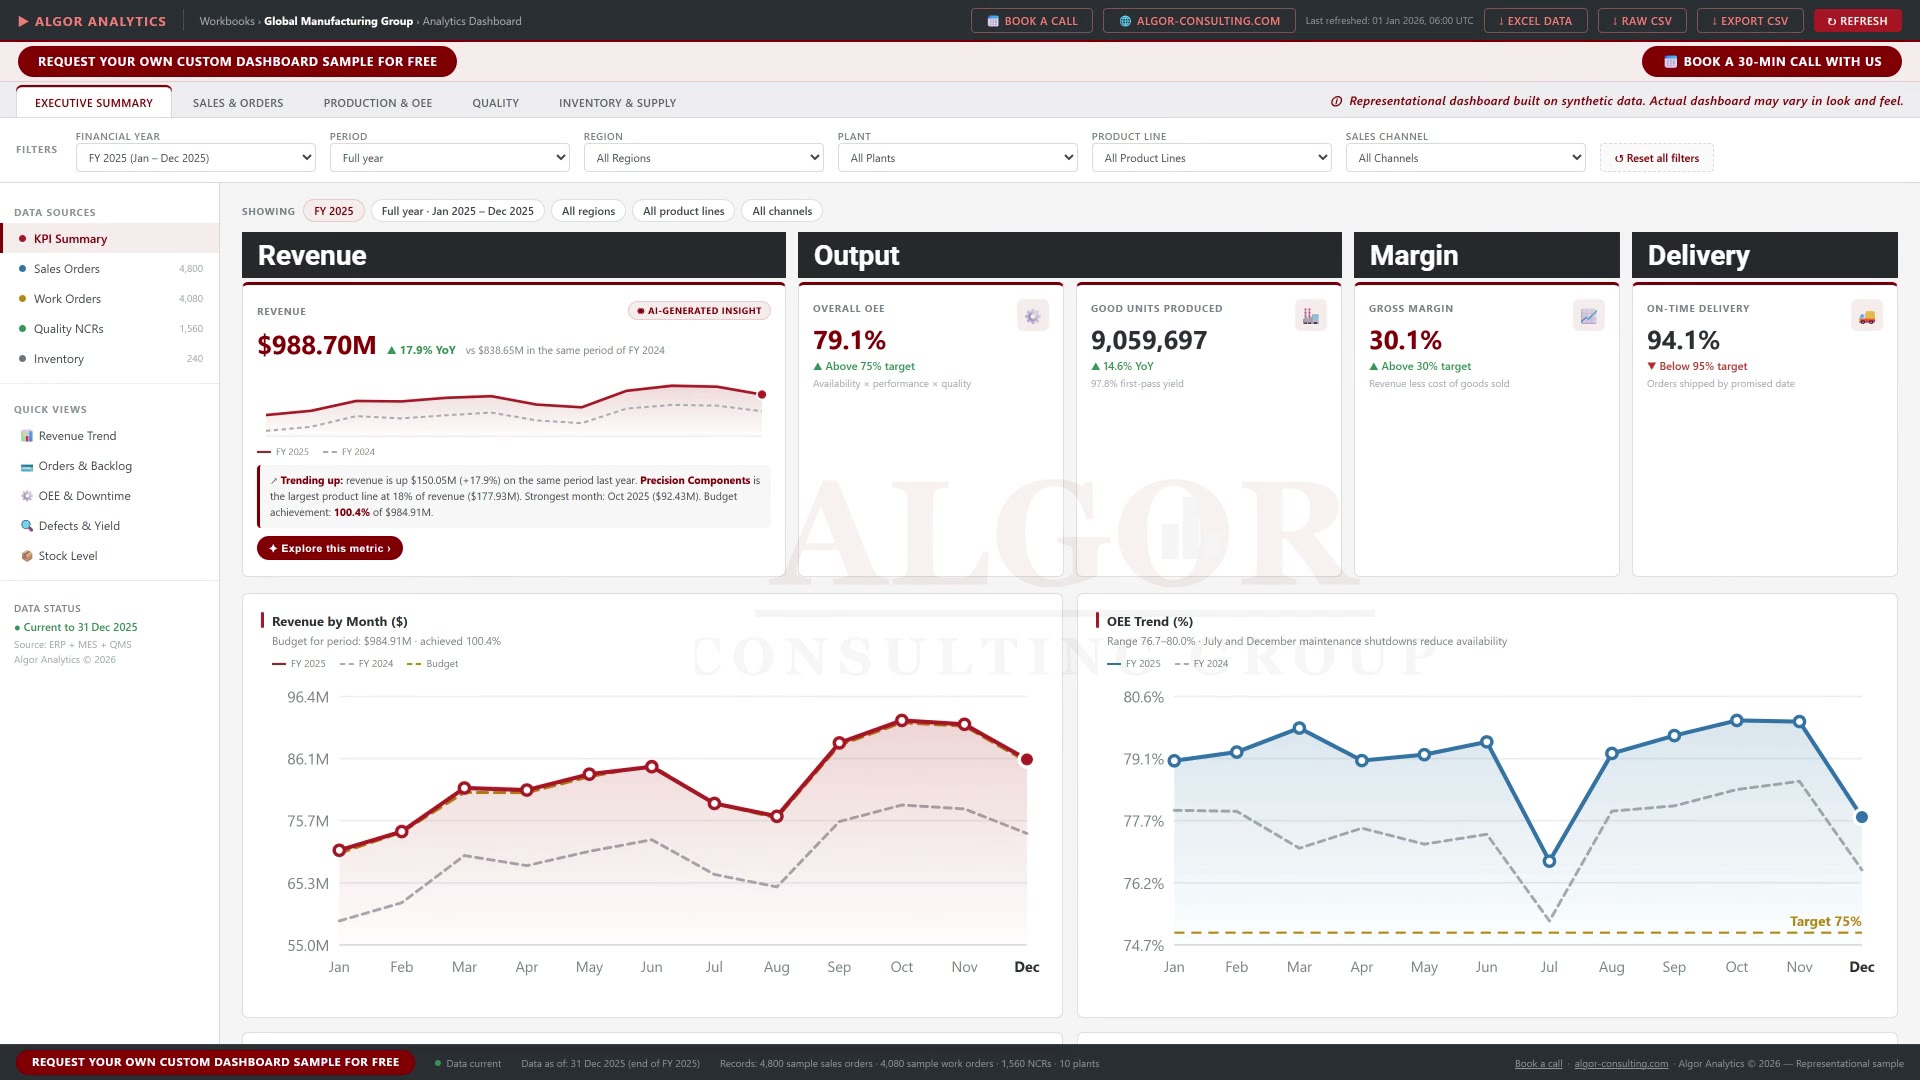 ▶ ALGOR ANALYTICS
Workbooks › Global Manufacturing Group › Analytics Dashboard
BOOK A CALL
ALGOR-CONSULTING.COM
Last refreshed: 01 Jan 2026, 06:00 UTC
↓ EXCEL DATA
↓ RAW CSV
↓ EXPORT CSV
↻ REFRESH
REQUEST YOUR OWN CUSTOM DASHBOARD SAMPLE FOR FREE
BOOK A 30-MIN CALL WITH US
EXECUTIVE SUMMARY
SALES & ORDERS
PRODUCTION & OEE
QUALITY
INVENTORY & SUPPLY
ⓘ Representational dashboard built on synthetic data. Actual dashboard may vary in look and feel.
FILTERS
FINANCIAL YEAR
FY 2025 (Jan – Dec 2025)
PERIOD
Full year
REGION
All Regions
PLANT
All Plants
PRODUCT LINE
All Product Lines
SALES CHANNEL
All Channels
↺ Reset all filters
DATA SOURCES
KPI Summary
Sales Orders 4,800
Work Orders 4,080
Quality NCRs 1,560
Inventory 240
QUICK VIEWS
Revenue Trend
Orders & Backlog
OEE & Downtime
Defects & Yield
Stock Level
DATA STATUS
● Current to 31 Dec 2025
Source: ERP + MES + QMS
Algor Analytics © 2026
SHOWING
FY 2025
Full year · Jan 2025 – Dec 2025
All regions
All product lines
All channels
Revenue
Output
Margin
Delivery
REVENUE
AI-GENERATED INSIGHT
$988.70M ▲ 17.9% YoY vs $838.65M in the same period of FY 2024
FY 2025
FY 2024
↗ Trending up: revenue is up $150.05M (+17.9%) on the same period last year. Precision Components is
the largest product line at 18% of revenue ($177.93M). Strongest month: Oct 2025 ($92.43M). Budget
achievement: 100.4% of $984.91M.
✦ Explore this metric ›
OVERALL OEE
79.1%
▲ Above 75% target
Availability × performance × quality
GOOD UNITS PRODUCED
9,059,697
▲ 14.6% YoY
97.8% first-pass yield
GROSS MARGIN
30.1%
▲ Above 30% target
Revenue less cost of goods sold
ON-TIME DELIVERY
94.1%
▼ Below 95% target
Orders shipped by promised date
ALGOR
CONSULTING GROUP
Revenue by Month ($)
Budget for period: $984.91M · achieved 100.4%
FY 2025
FY 2024
Budget
96.4M
86.1M
75.7M
65.3M
55.0M
Jan Feb Mar Apr May Jun Jul Aug Sep Oct Nov Dec
OEE Trend (%)
Range 76.7–80.0% · July and December maintenance shutdowns reduce availability
FY 2025
FY 2024
80.6%
79.1%
77.7%
76.2%
74.7%
Target 75%
Jan Feb Mar Apr May Jun Jul Aug Sep Oct Nov Dec
REQUEST YOUR OWN CUSTOM DASHBOARD SAMPLE FOR FREE
● Data current
Data as of: 31 Dec 2025 (end of FY 2025)
Records: 4,800 sample sales orders · 4,080 sample work orders · 1,560 NCRs · 10 plants
Book a call · algor-consulting.com · Algor Analytics © 2026 — Representational sample